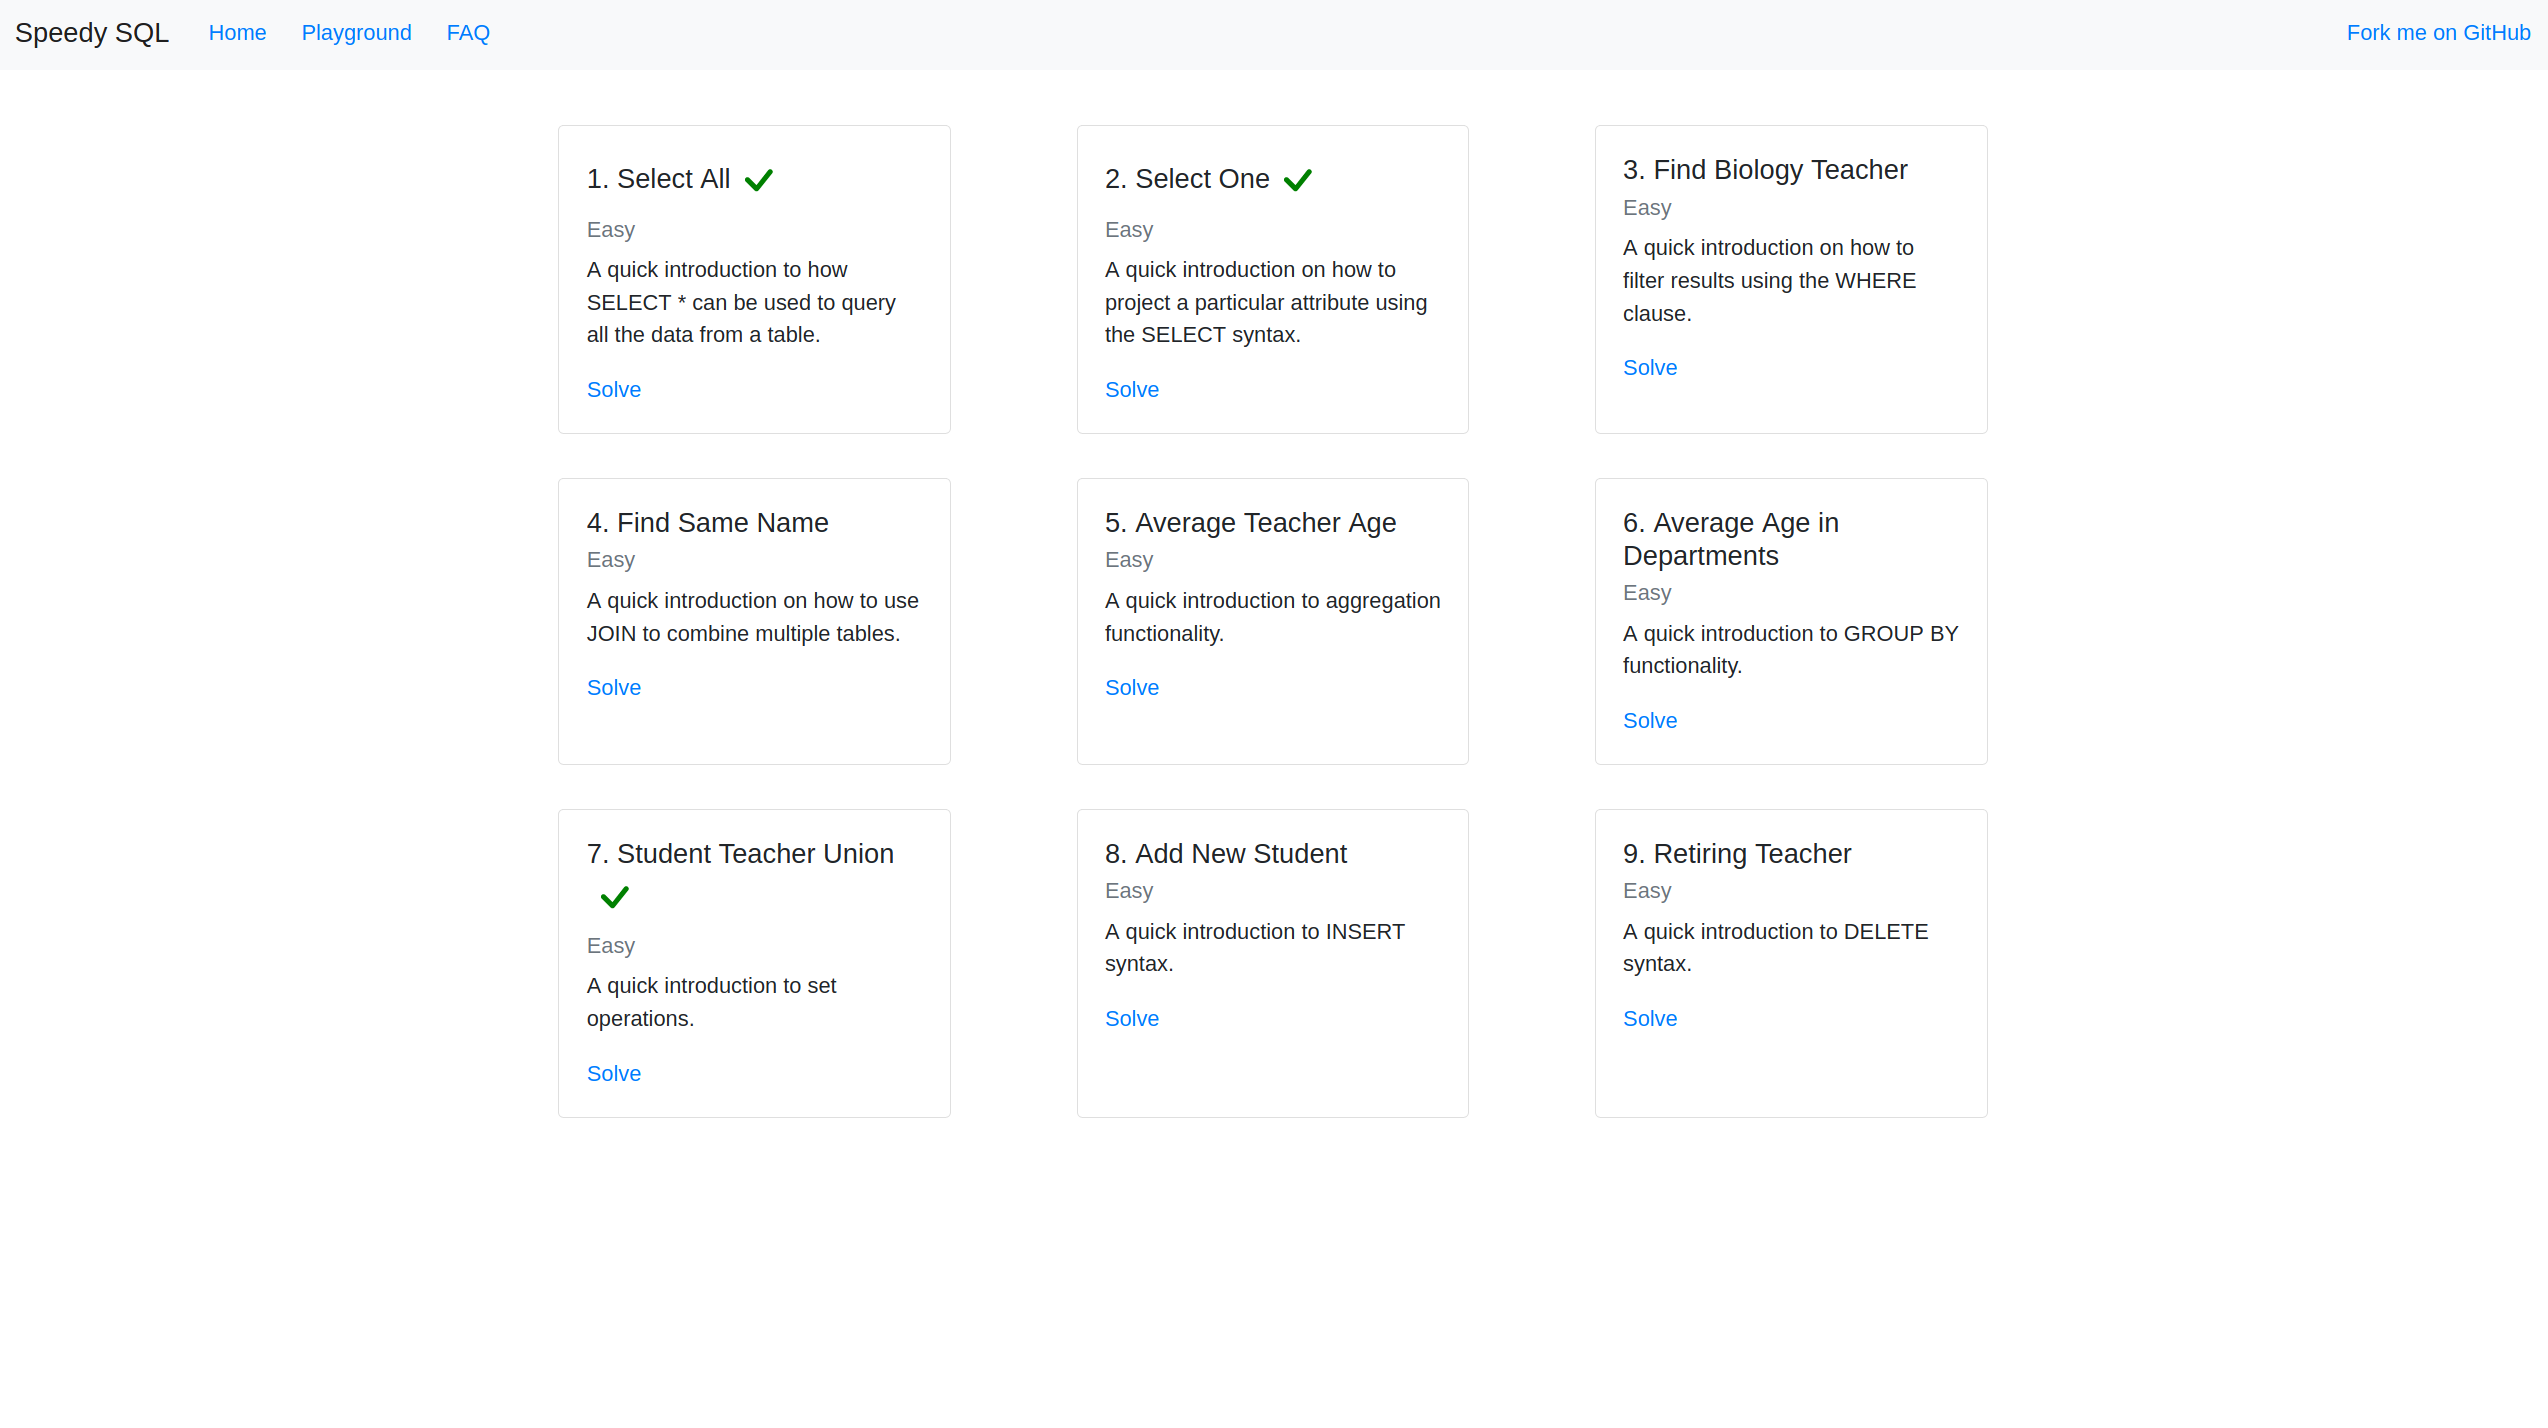 Speedy SQL Home Playground FAQ Fork me on GitHub
1. Select All
Easy
A quick introduction to how
SELECT * can be used to query
all the data from a table.
Solve
2. Select One
Easy
A quick introduction on how to
project a particular attribute using
the SELECT syntax.
Solve
3. Find Biology Teacher
Easy
A quick introduction on how to
filter results using the WHERE
clause.
Solve
4. Find Same Name
Easy
A quick introduction on how to use
JOIN to combine multiple tables.
Solve
5. Average Teacher Age
Easy
A quick introduction to aggregation
functionality.
Solve
6. Average Age in
Departments
Easy
A quick introduction to GROUP BY
functionality.
Solve
7. Student Teacher Union
Easy
A quick introduction to set
operations.
Solve
8. Add New Student
Easy
A quick introduction to INSERT
syntax.
Solve
9. Retiring Teacher
Easy
A quick introduction to DELETE
syntax.
Solve